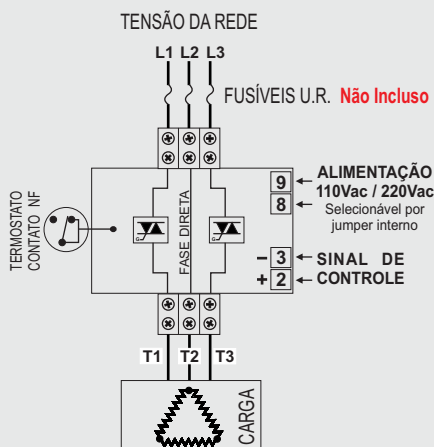 TENSÃO DA REDE
L1 L2 L3
FUSÍVEIS U.R. Não Incluso
9 ALIMENTAÇÃO
110Vac / 220Vac
8 Selecionável por
jumper interno
TERMOSTATO
CONTATO NF
G
FASE DIRETA
G
– 3 SINAL DE
+ 2 CONTROLE
T1 T2 T3
CARGA